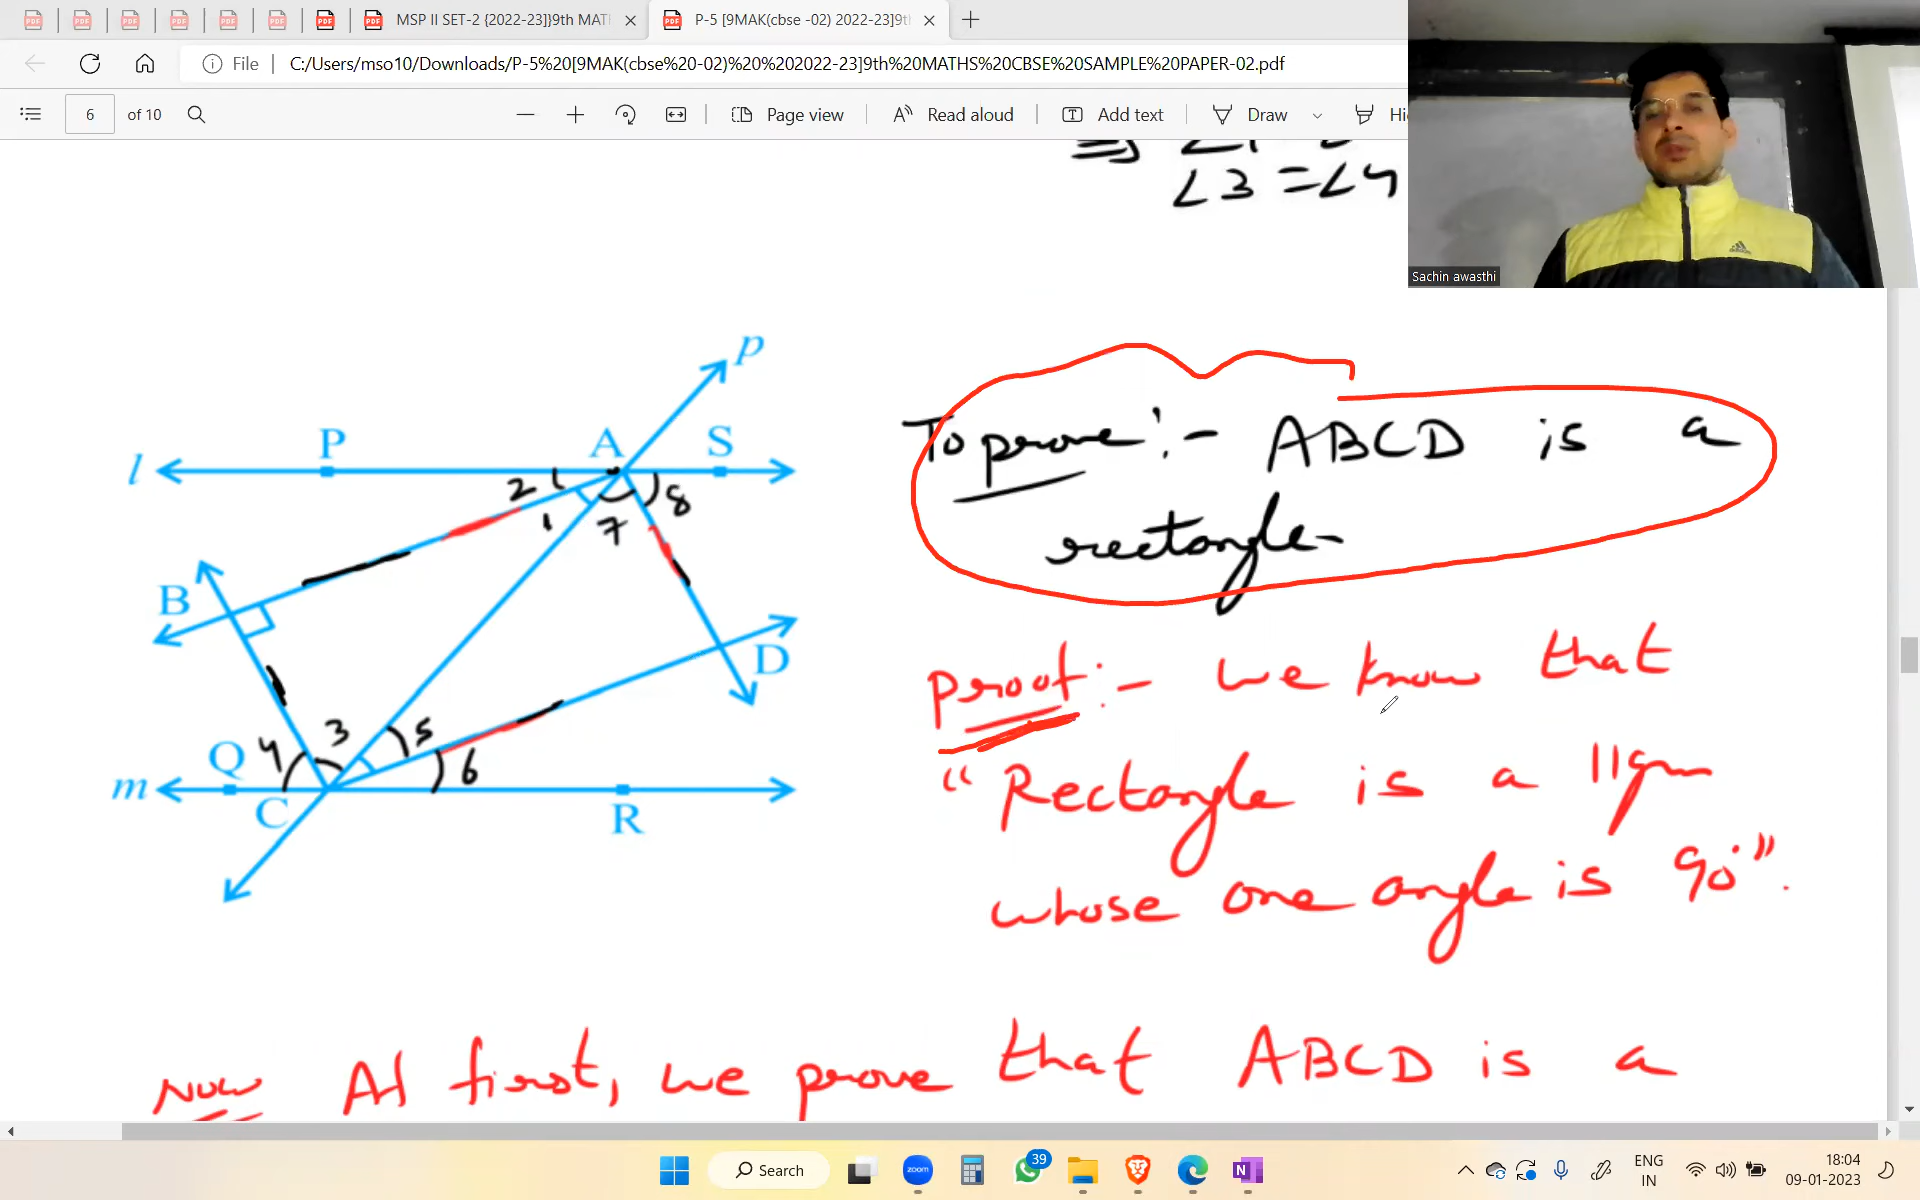 MSP II SET-2 {2022-23}}9th MATH
P-5 [9MAK(cbse -02) 2022-23]9th
File
C:/Users/mso10/Downloads/P-5%20[9MAK(cbse%20-02)%20%202022-23]9th%20MATHS%20CBSE%20SAMPLE%20PAPER-02.pdf
6 of 10
Page view
Read aloud
Add text
Draw
Hi
∠3 = ∠4
Sachin awasthi
p
l P A S
2 1 7 8
B
D
Q 4 3 5 6
m C R
To prove :- ABCD is a
rectangle
Proof :- we know that
"Rectangle is a ||gm
whose one angle is 90°".
Now At first, we prove that ABCD is a
Search
zoom
39
N
ENG
IN
18:04
09-01-2023